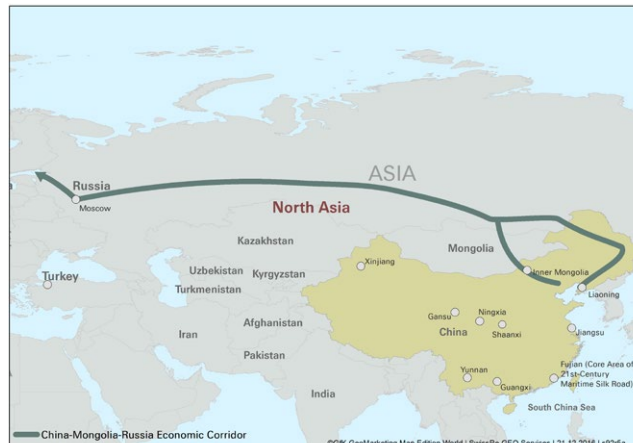 ASIA
Russia
Moscow
North Asia
Kazakhstan
Mongolia
Xinjiang
Inner Mongolia
Turkey
Uzbekistan
Kyrgyzstan
Turkmenistan
Liaoning
Gansu
Ningxia
Shaanxi
China
Jiangsu
Iran
Afghanistan
Pakistan
Yunnan
Guangxi
Fujian (Core Area of
21st-Century
Maritime Silk Road)
India
South China Sea
China-Mongolia-Russia Economic Corridor